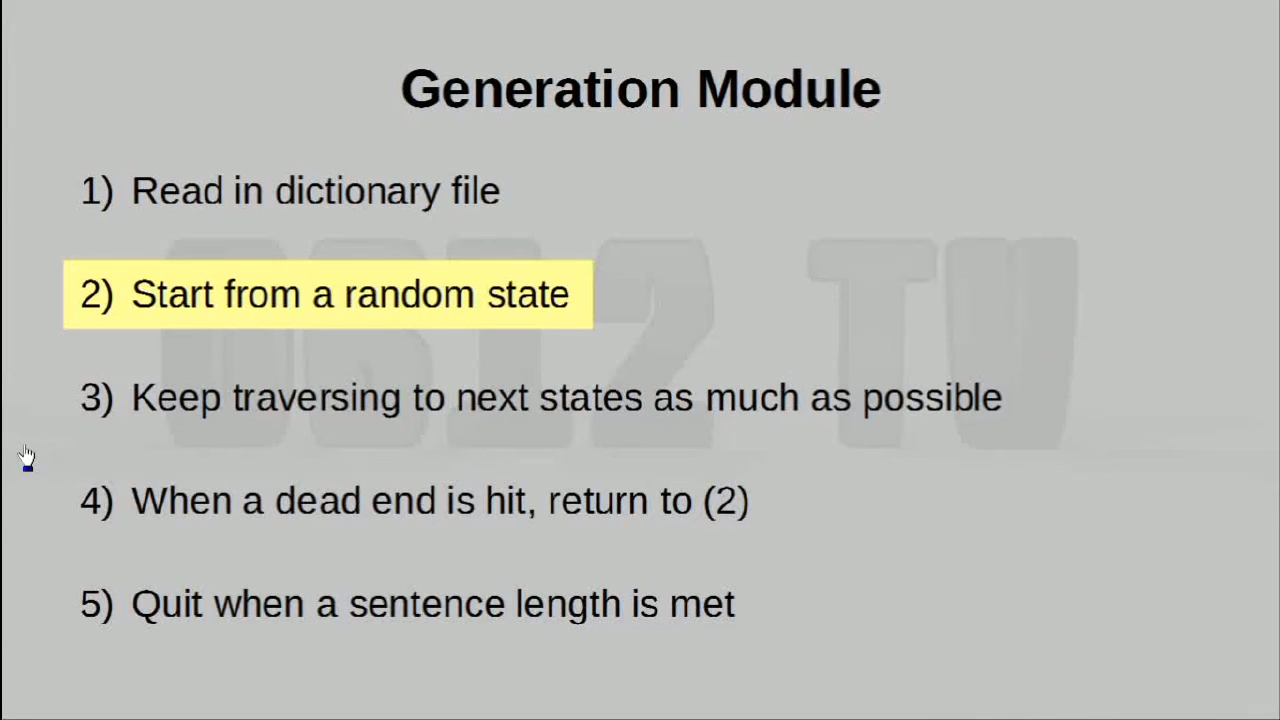 Generation Module
1) Read in dictionary file
2) Start from a random state
3) Keep traversing to next states as much as possible
4) When a dead end is hit, return to (2)
5) Quit when a sentence length is met